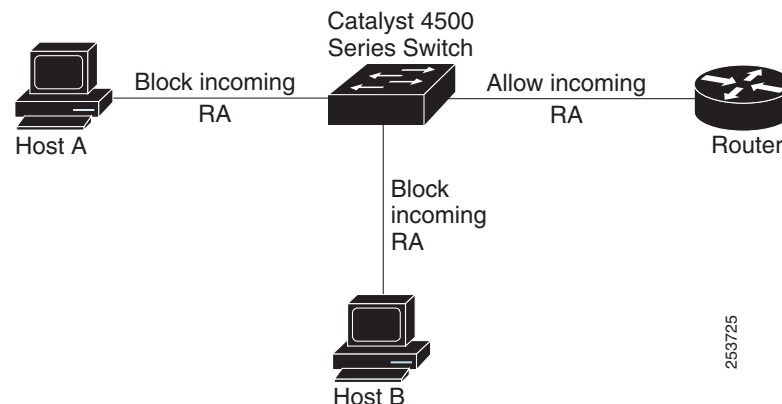 Catalyst 4500
Series Switch
Block incoming
RA
Allow incoming
RA
Host A
Router
Block
incoming
RA
Host B
253725